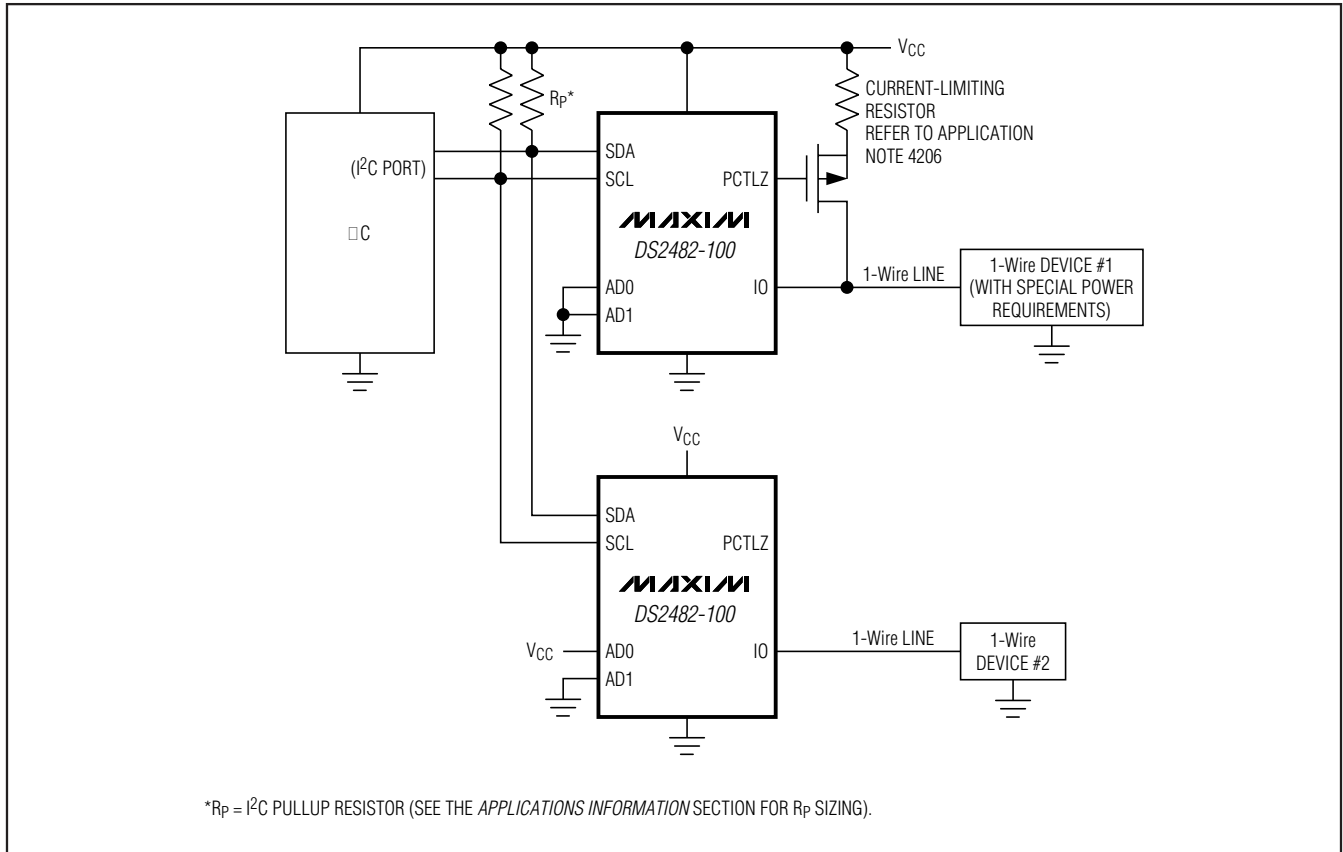 VCC
CURRENT-LIMITING
RESISTOR
REFER TO APPLICATION
NOTE 4206
RP*
(I2C PORT)
□C
SDA
SCL
PCTLZ
MAXIM
DS2482-100
AD0
AD1
IO
1-Wire LINE
1-Wire DEVICE #1
(WITH SPECIAL POWER
REQUIREMENTS)
VCC
SDA
SCL
PCTLZ
MAXIM
DS2482-100
VCC
AD0
AD1
IO
1-Wire LINE
1-Wire
DEVICE #2
*RP = I2C PULLUP RESISTOR (SEE THE APPLICATIONS INFORMATION SECTION FOR RP SIZING).